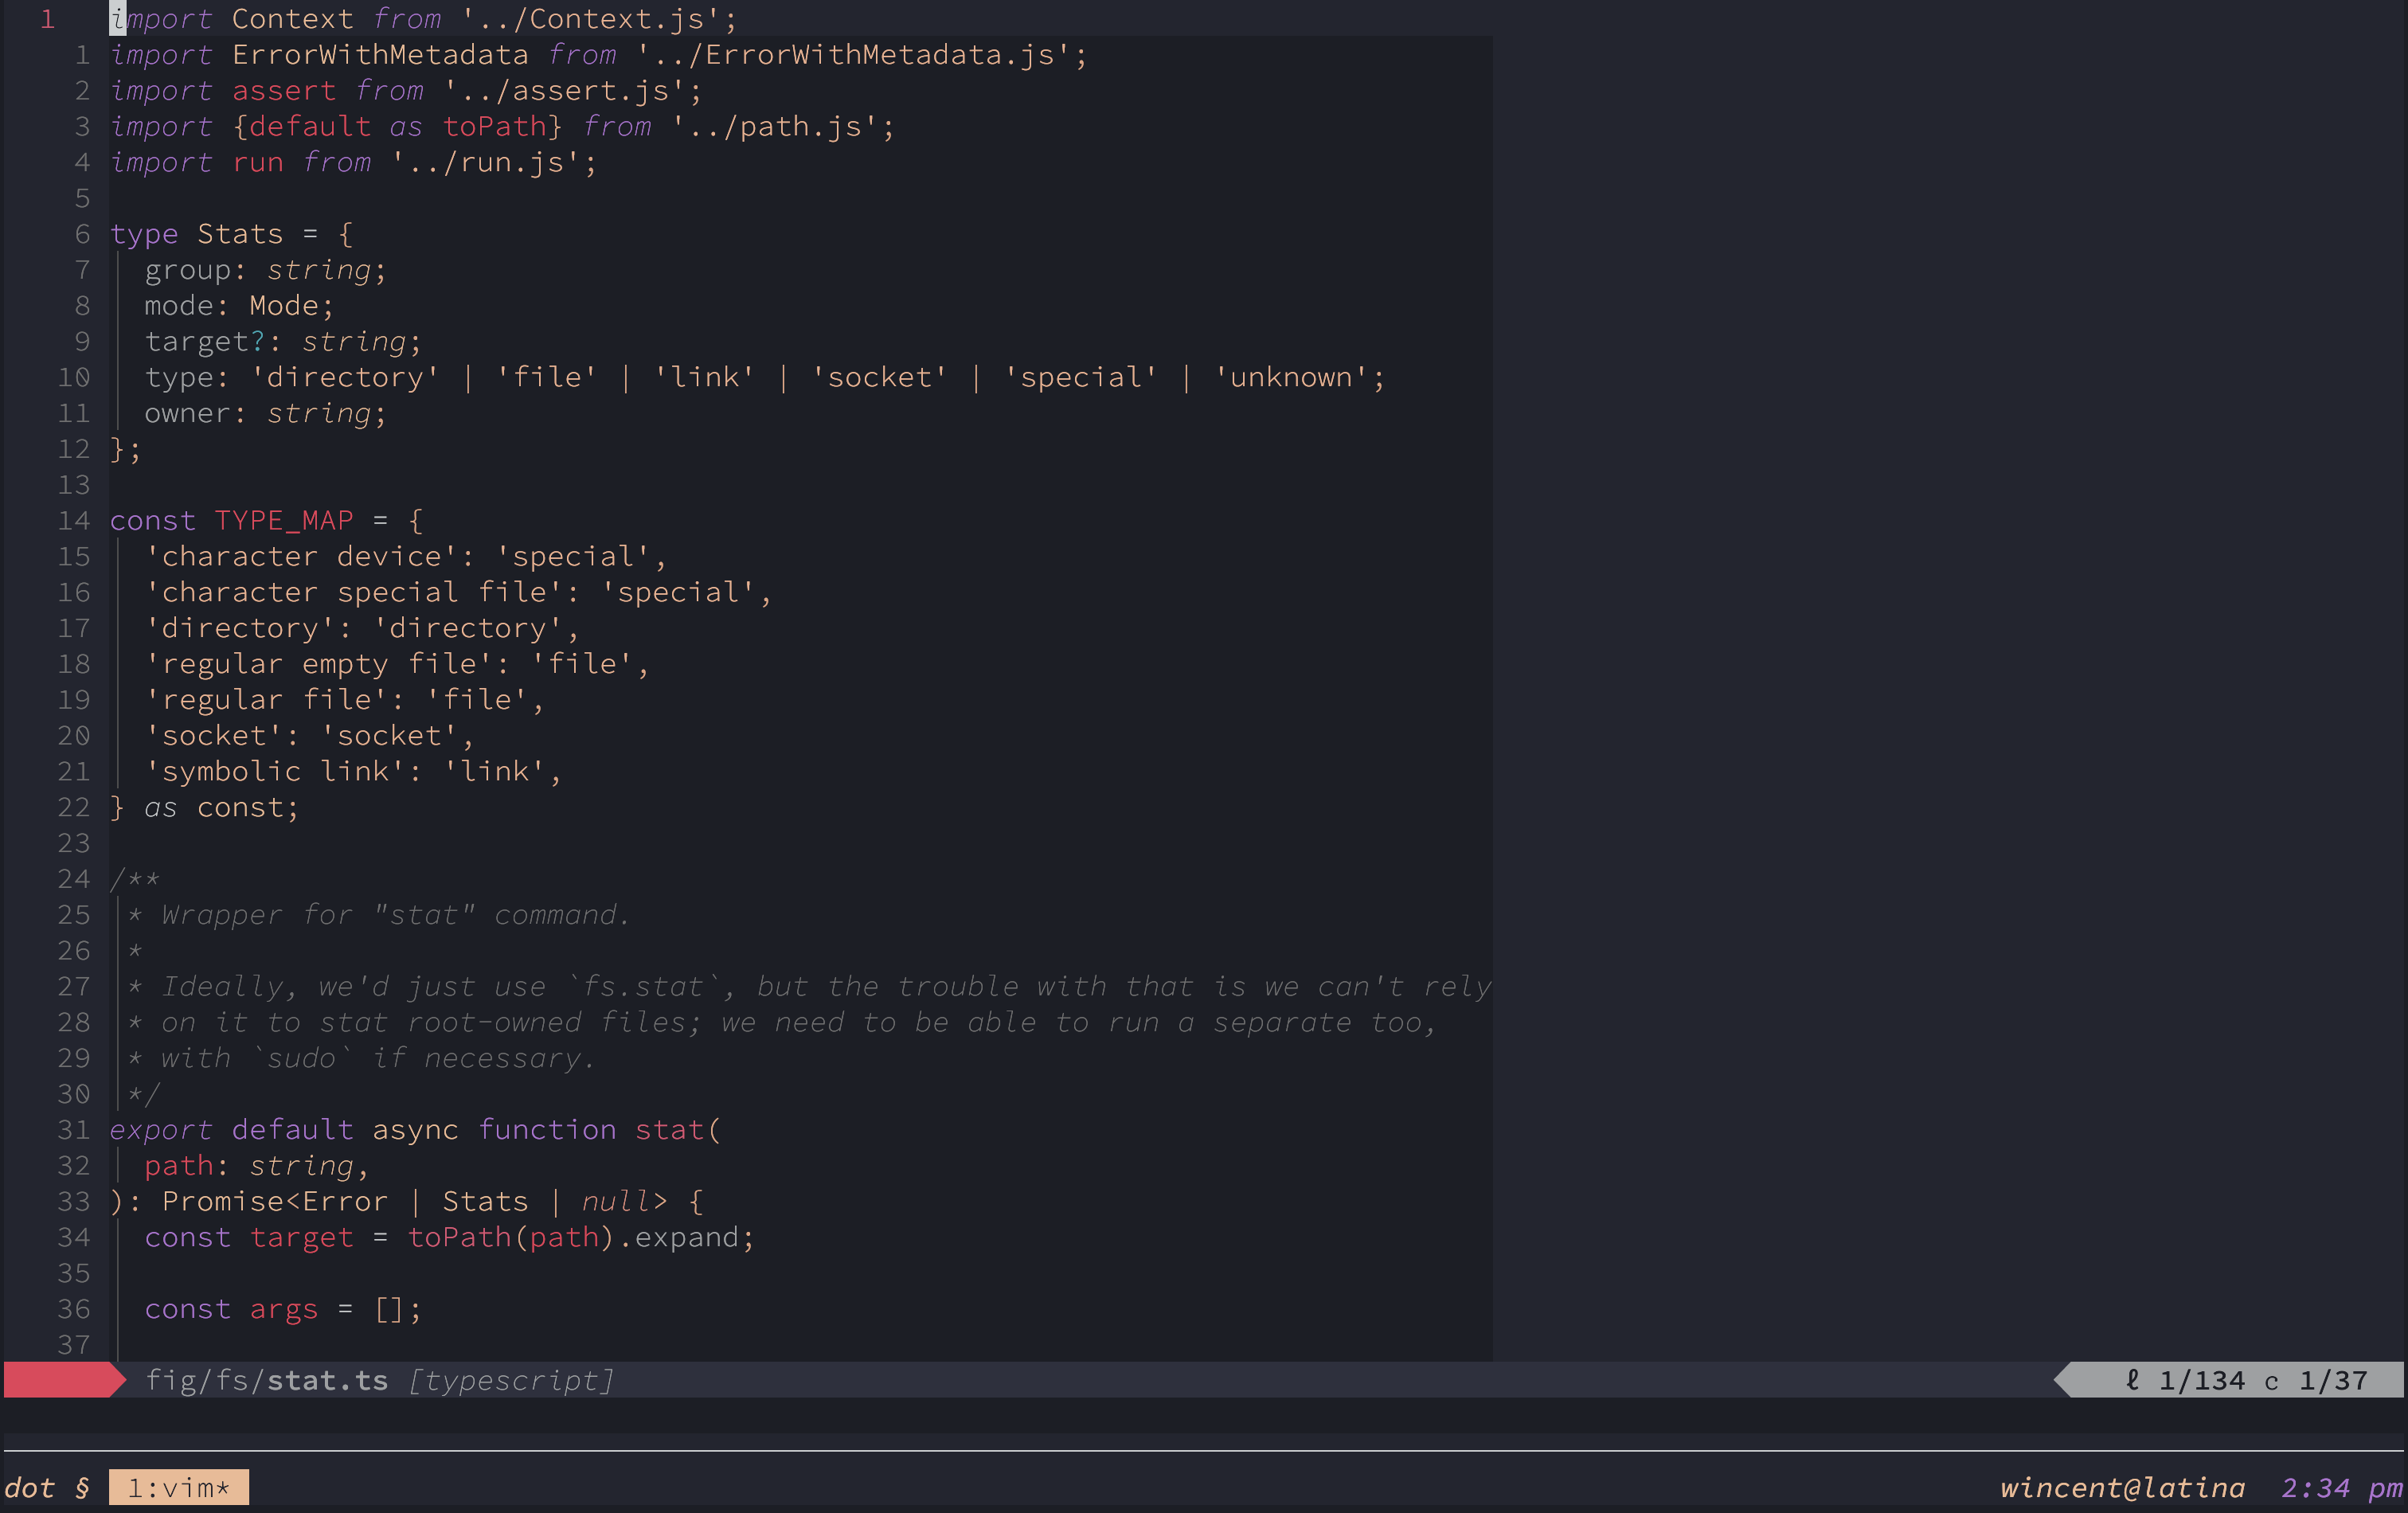 1 import Context from '../Context.js';
1 import ErrorWithMetadata from '../ErrorWithMetadata.js';
2 import assert from '../assert.js';
3 import {default as toPath} from '../path.js';
4 import run from '../run.js';
5
6 type Stats = {
7 group: string;
8 mode: Mode;
9 target?: string;
10 type: 'directory' | 'file' | 'link' | 'socket' | 'special' | 'unknown';
11 owner: string;
12 };
13
14 const TYPE_MAP = {
15 'character device': 'special',
16 'character special file': 'special',
17 'directory': 'directory',
18 'regular empty file': 'file',
19 'regular file': 'file',
20 'socket': 'socket',
21 'symbolic link': 'link',
22 } as const;
23
24 /**
25 * Wrapper for "stat" command.
26 *
27 * Ideally, we'd just use `fs.stat`, but the trouble with that is we can't rely
28 * on it to stat root-owned files; we need to be able to run a separate too,
29 * with `sudo` if necessary.
30 */
31 export default async function stat(
32 path: string,
33 ): Promise<Error | Stats | null> {
34 const target = toPath(path).expand;
35
36 const args = [];
37
fig/fs/stat.ts [typescript] ℓ 1/134 c 1/37
dot § 1:vim* wincent@latina 2:34 pm